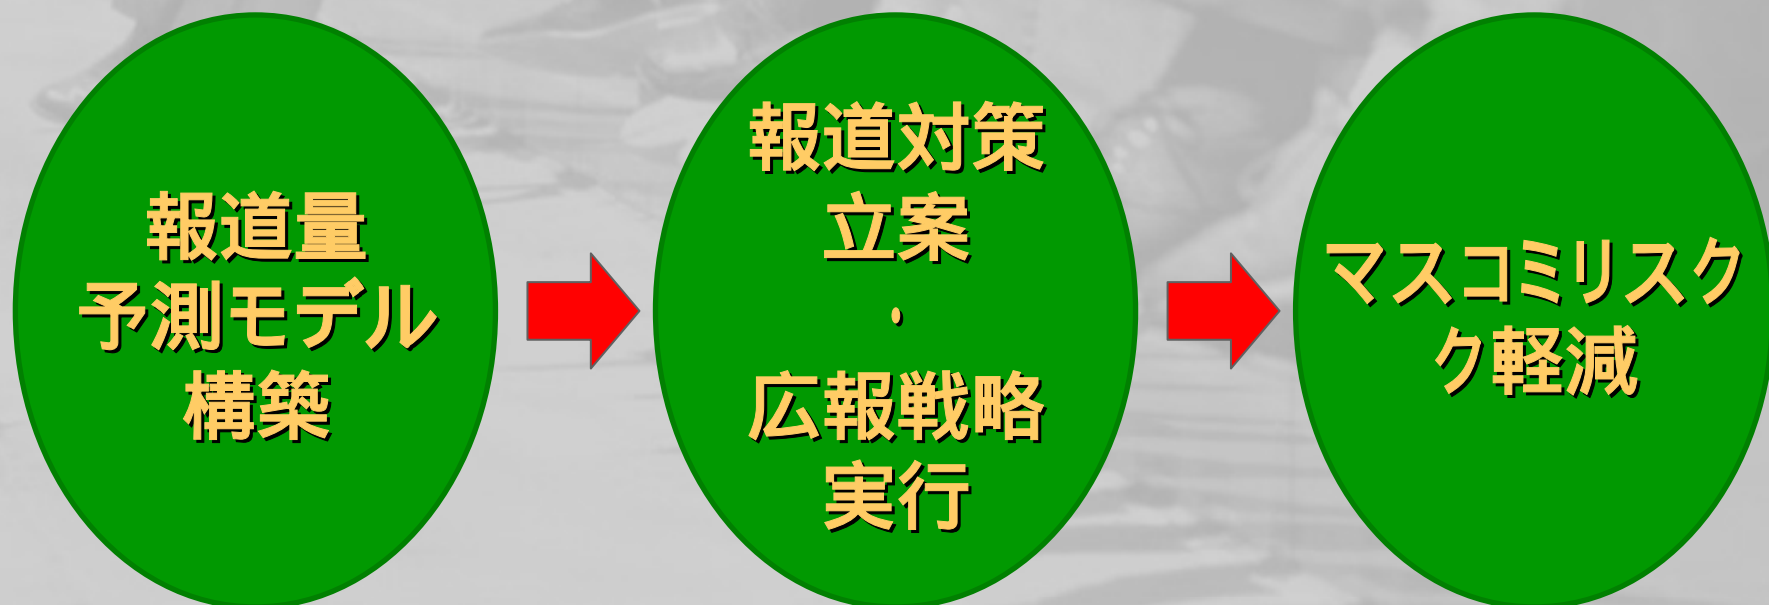 報道量
予測モデル
構築
報道対策
立案
・
広報戦略
実行
マスコミリスク
ク軽減